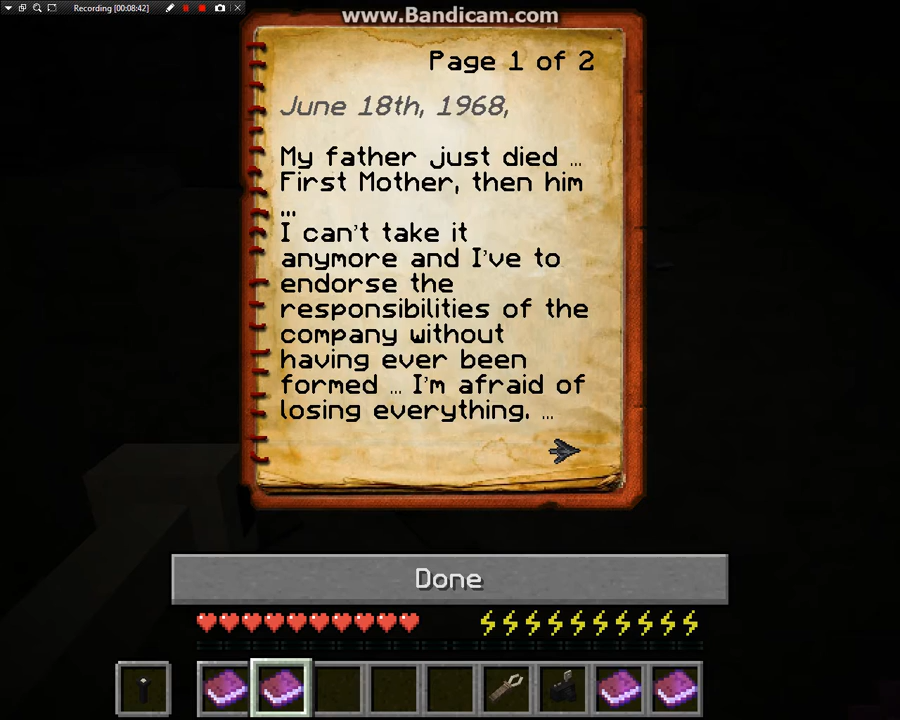 Recording [00:08:42]
www.Bandicam.com
Page 1 of 2
June 18th, 1968,
My father just died ...
First Mother, then him
...
I can't take it
anymore and I've to
endorse the
responsibilities of the
company without
having ever been
formed ... I'm afraid of
losing everything. ...
Done